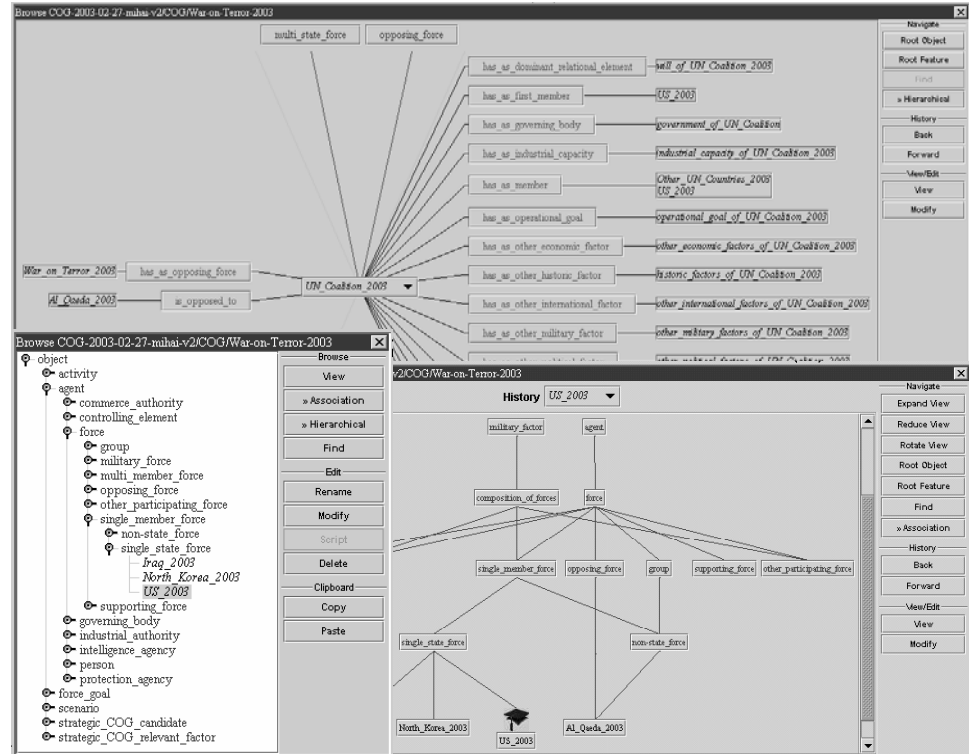 Browse COG-2003-02-27-mihai-v2/COG/War-on-Terror-2003
multi_state_force
opposing_force
has_as_dominant_relational_element
will_of_UN_Coalition_2003
has_as_first_member
US_2003
has_as_governing_body
government_of_UN_Coalition
has_as_industrial_capacity
industrial_capacity_of_UN_Coalition_2003
has_as_member
Other_UN_Countries_2003
US_2003
has_as_operational_goal
operational_goal_of_UN_Coalition_2003
has_as_other_economic_factor
other_economic_factors_of_UN_Coalition_2003
has_as_other_historic_factor
historic_factors_of_UN_Coalition_2003
has_as_other_international_factor
other_international_factors_of_UN_Coalition_2003
has_as_other_military_factor
other_military_factors_of_UN_Coalition_2003
other_political_factors_of_UN_Coalition_2003
War_on_Terror_2003
has_as_opposing_force
Al_Qaeda_2003
is_opposed_to
UN_Coalition_2003
Navigate
Root Object
Root Feature
Find
» Hierarchical
History
Back
Forward
View/Edit
View
Modify
Browse COG-2003-02-27-mihai-v2/COG/War-on-Terror-2003
object
activity
agent
commerce_authority
controlling_element
force
group
military_force
multi_member_force
opposing_force
other_participating_force
single_member_force
non-state_force
single_state_force
Iraq_2003
North_Korea_2003
US_2003
supporting_force
governing_body
industrial_authority
intelligence_agency
person
protection_agency
force_goal
scenario
strategic_COG_candidate
strategic_COG_relevant_factor
Browse
View
» Association
» Hierarchical
Find
Edit
Rename
Modify
Script
Delete
Clipboard
Copy
Paste
v2/COG/War-on-Terror-2003
History US_2003
military_factor
agent
composition_of_forces
force
single_member_force
opposing_force
group
supporting_force
other_participating_force
single_state_force
non-state_force
North_Korea_2003
US_2003
Al_Qaeda_2003
Navigate
Expand View
Reduce View
Rotate View
Root Object
Root Feature
Find
» Association
History
Back
Forward
View/Edit
View
Modify